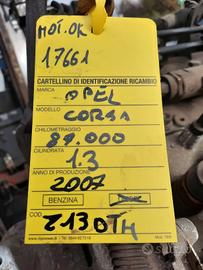 MOT.OK
17661
CARTELLINO DI IDENTIFICAZIONE RICAMBIO
MARCA
OPEL
MODELLO
CORSA
CHILOMETRAGGIO
89.000
CILINDRATA
1.3
ANNO DI PRODUZIONE
2007
BENZINA
COD.
Z13DTH